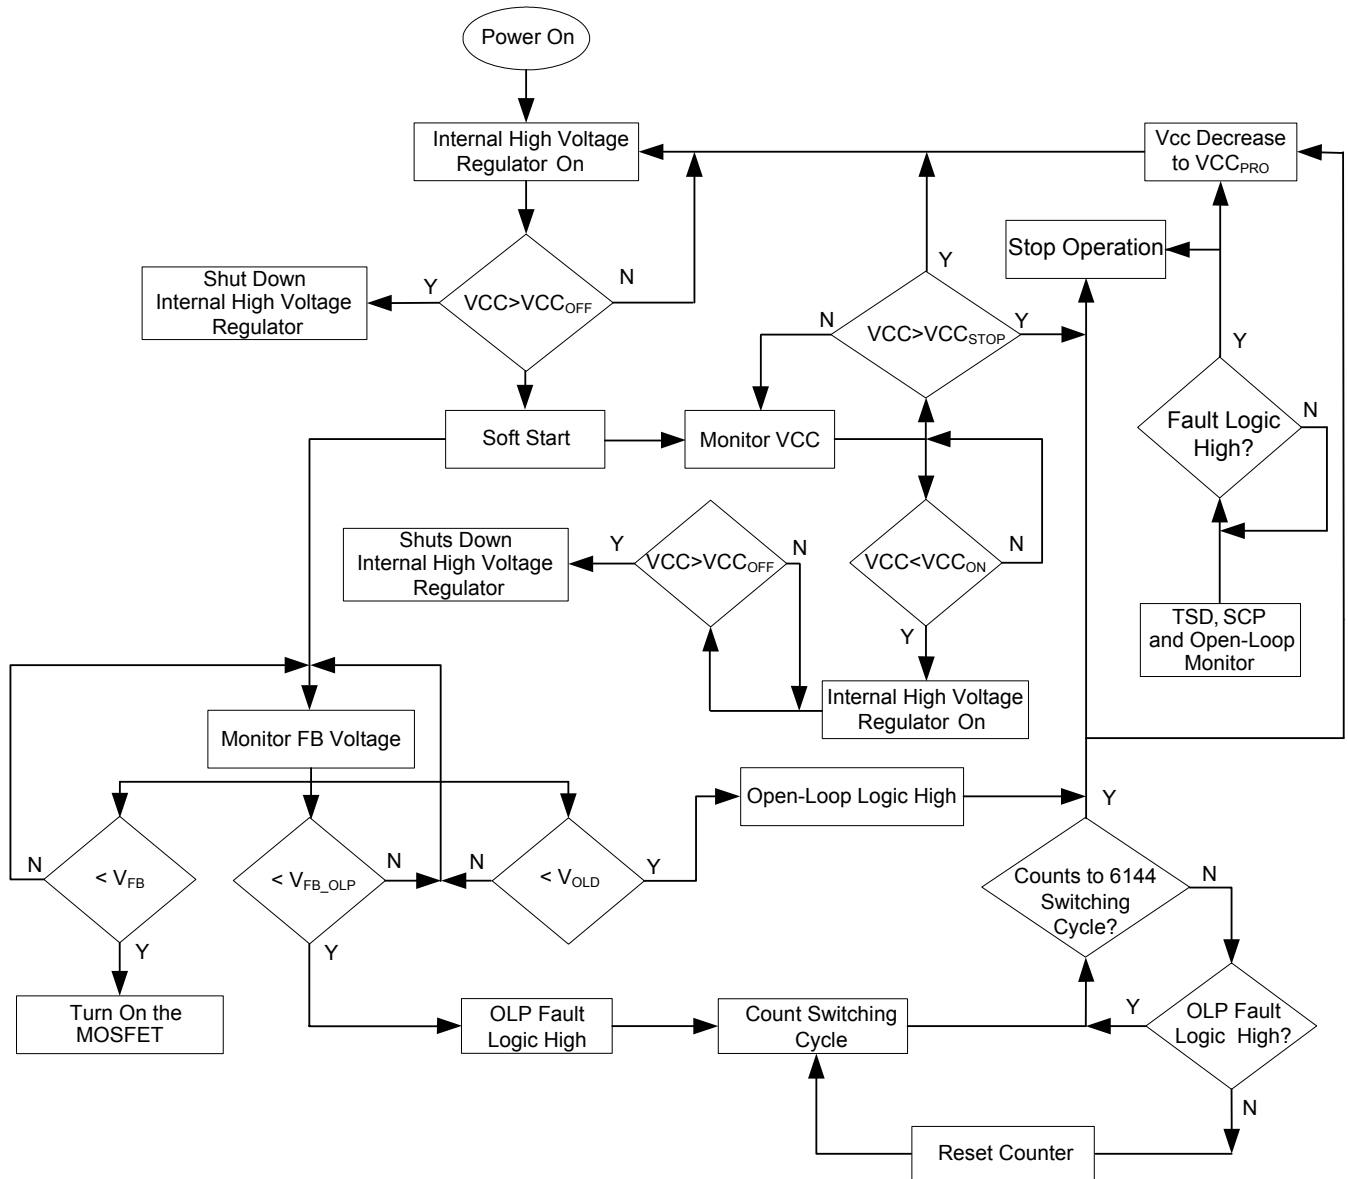 Power On
Internal High Voltage
Regulator On
Vcc Decrease
to VCCPRO
Stop Operation
Shut Down
Internal High Voltage
Regulator
Y
VCC>VCCOFF
N
Y
N
VCC>VCCSTOP
Y
Y
Fault Logic
High?
N
Soft Start
Monitor VCC
Shuts Down
Internal High Voltage
Regulator
Y
VCC>VCCOFF
N
VCC<VCCON
N
Y
TSD, SCP
and Open-Loop
Monitor
Internal High Voltage
Regulator On
Monitor FB Voltage
Open-Loop Logic High
Y
N
< VFB
Y
< VFB_OLP
N
Y
N
< VOLD
Y
Counts to 6144
Switching
Cycle?
N
Turn On the
MOSFET
OLP Fault
Logic High
Count Switching
Cycle
Y
OLP Fault
Logic High?
N
Reset Counter